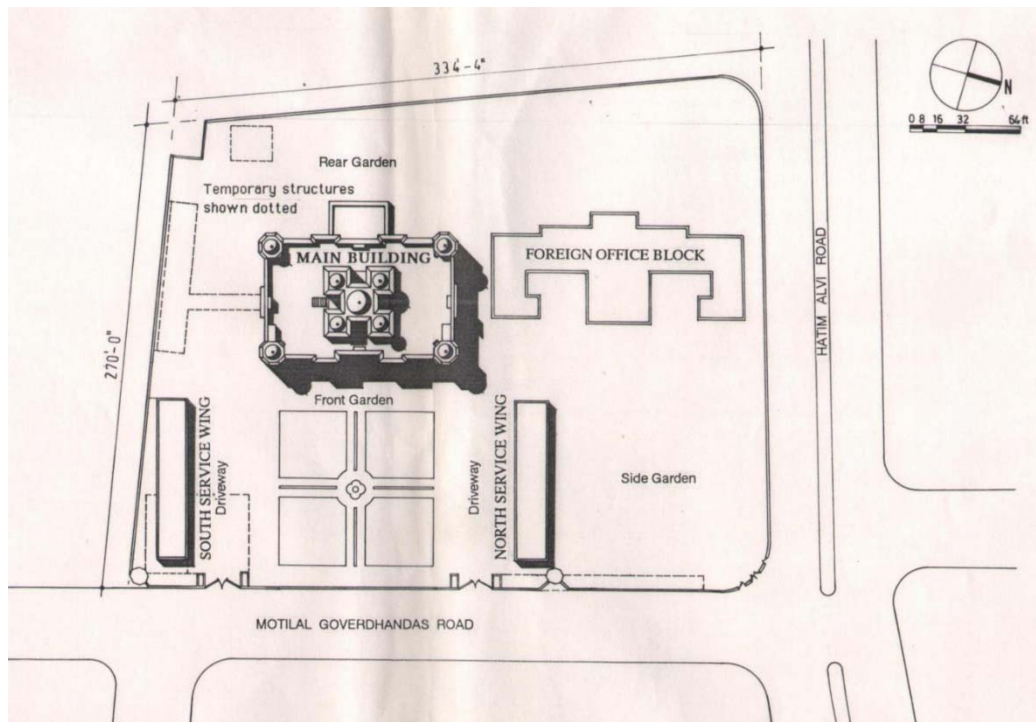 334'-4"
N
0 8 16 32 64 ft
Rear Garden
Temporary structures
shown dotted
MAIN BUILDING
FOREIGN OFFICE BLOCK
HATIM ALVI ROAD
270'-0"
Front Garden
SOUTH SERVICE WING
Driveway
Driveway
NORTH SERVICE WING
Side Garden
MOTILAL GOVERDHANDAS ROAD